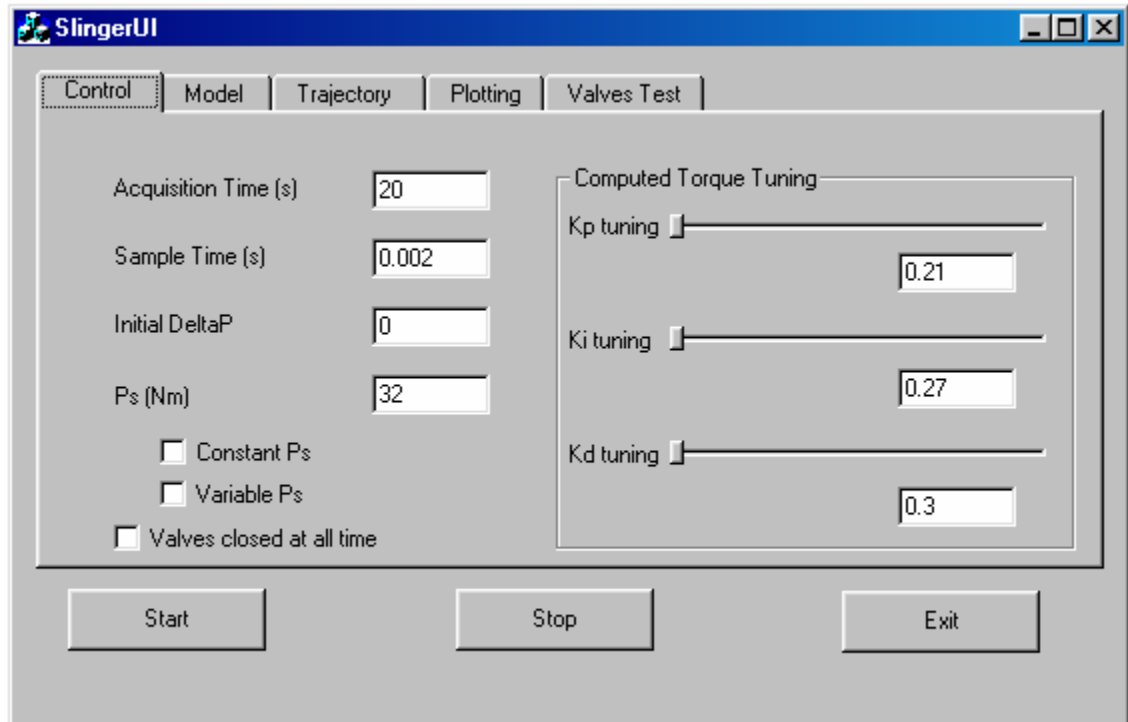 SlingerUI
Control Model Trajectory Plotting Valves Test
Acquisition Time (s) 20
Sample Time (s) 0.002
Initial DeltaP 0
Ps (Nm) 32
Constant Ps
Variable Ps
Valves closed at all time
Computed Torque Tuning
Kp tuning
0.21
Ki tuning
0.27
Kd tuning
0.3
Start Stop Exit